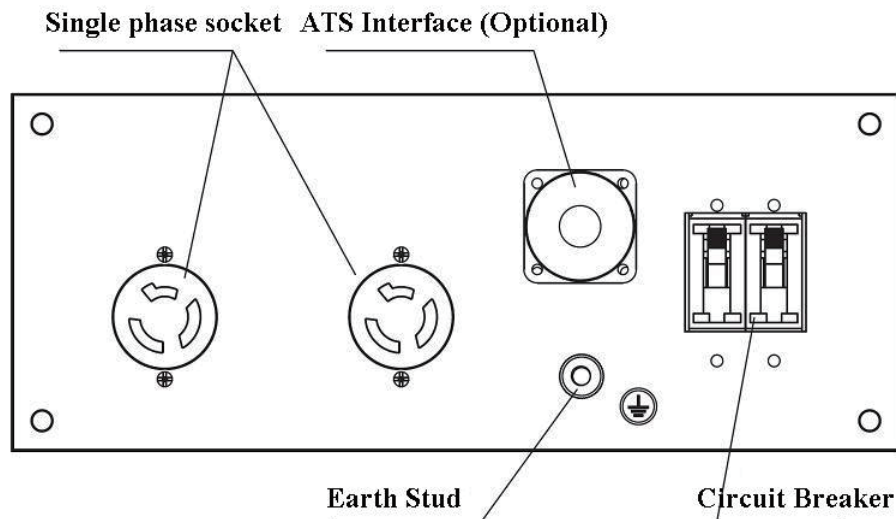 Single phase socket ATS Interface (Optional)
Earth Stud Circuit Breaker